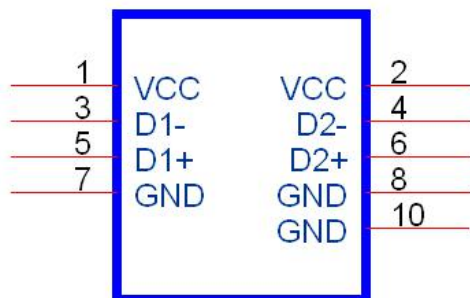 1 VCC VCC 2
3 D1- D2- 4
5 D1+ D2+ 6
7 GND GND 8
GND 10